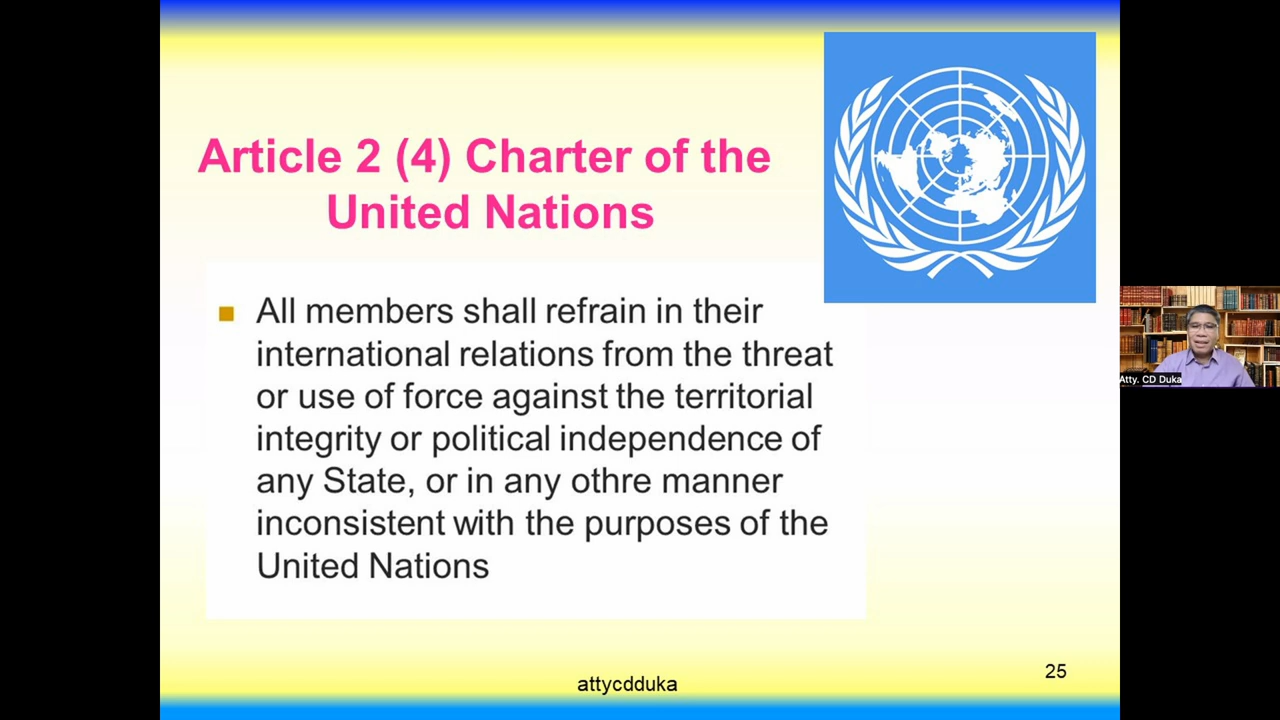 Article 2 (4) Charter of the
United Nations
All members shall refrain in their
international relations from the threat
or use of force against the territorial
integrity or political independence of
any State, or in any othre manner
inconsistent with the purposes of the
United Nations
Atty. CD Duka
attycdduka
25